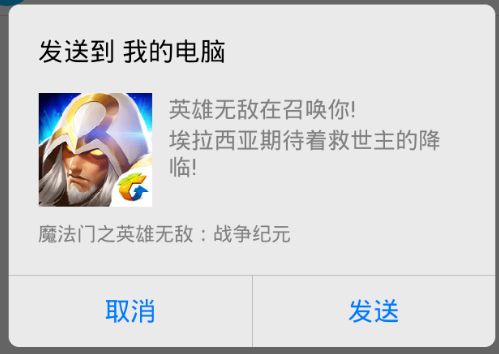 发送到 我的电脑
英雄无敌在召唤你!
埃拉西亚期待着救世主的降
临!
魔法门之英雄无敌：战争纪元
取消
发送